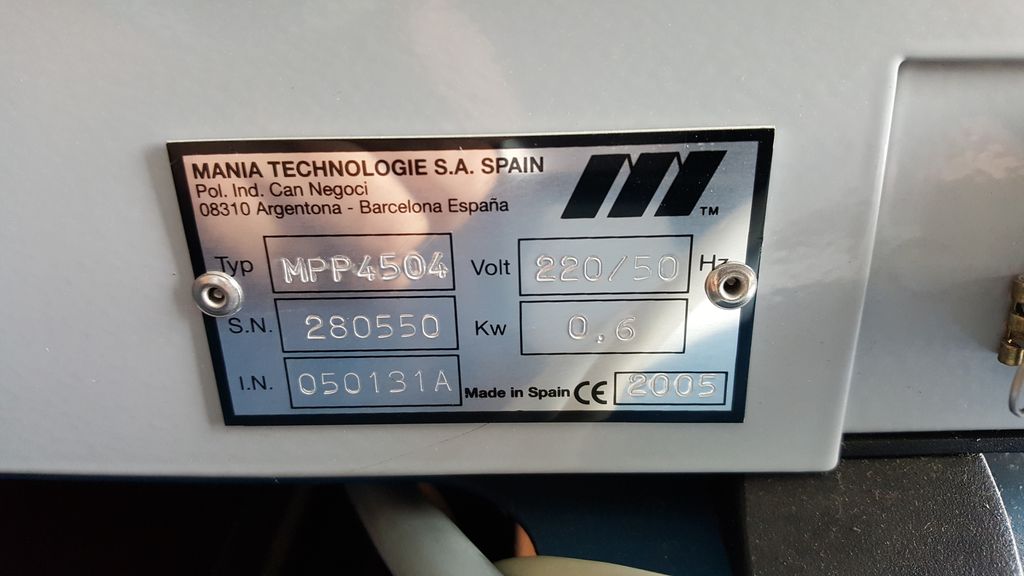 MANIA TECHNOLOGIE S.A. SPAIN
Pol. Ind. Can Negoci
08310 Argentona - Barcelona España
TM
Typ MPP4504 Volt 220/50 Hz
S.N. 280550 Kw 0,6
I.N. 050131A Made in Spain CE 2005